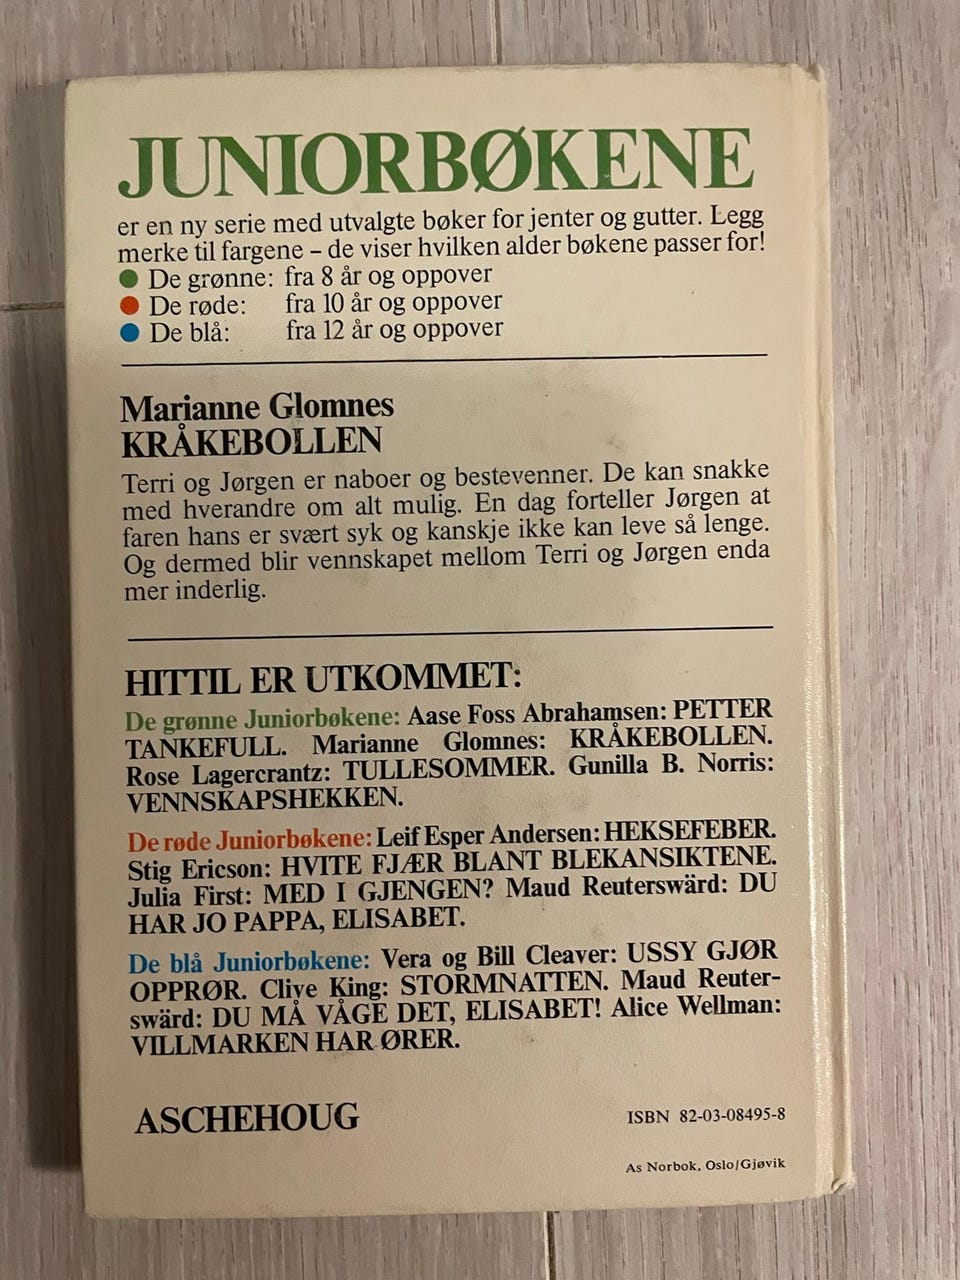 JUNIORBØKENE
er en ny serie med utvalgte bøker for jenter og gutter. Legg
merke til fargene – de viser hvilken alder bøkene passer for!
● De grønne: fra 8 år og oppover
● De røde: fra 10 år og oppover
● De blå: fra 12 år og oppover
Marianne Glomnes
KRÅKEBOLLEN
Terri og Jørgen er naboer og bestevenner. De kan snakke
med hverandre om alt mulig. En dag forteller Jørgen at
faren hans er svært syk og kanskje ikke kan leve så lenge.
Og dermed blir vennskapet mellom Terri og Jørgen enda
mer inderlig.
HITTIL ER UTKOMMET:
De grønne Juniorbøkene: Aase Foss Abrahamsen: PETTER
TANKEFULL. Marianne Glomnes: KRÅKEBOLLEN.
Rose Lagercrantz: TULLESOMMER. Gunilla B. Norris:
VENNSKAPSHEKKEN.
De røde Juniorbøkene: Leif Esper Andersen: HEKSEFEBER.
Stig Ericson: HVITE FJÆR BLANT BLEKANSIKTENE.
Julia First: MED I GJENGEN? Maud Reuterswärd: DU
HAR JO PAPPA, ELISABET.
De blå Juniorbøkene: Vera og Bill Cleaver: USSY GJØR
OPPRØR. Clive King: STORMNATTEN. Maud Reuter-
swärd: DU MÅ VÅGE DET, ELISABET! Alice Wellman:
VILLMARKEN HAR ØRER.
ASCHEHOUG
ISBN 82-03-08495-8
As Norbok, Oslo/Gjøvik